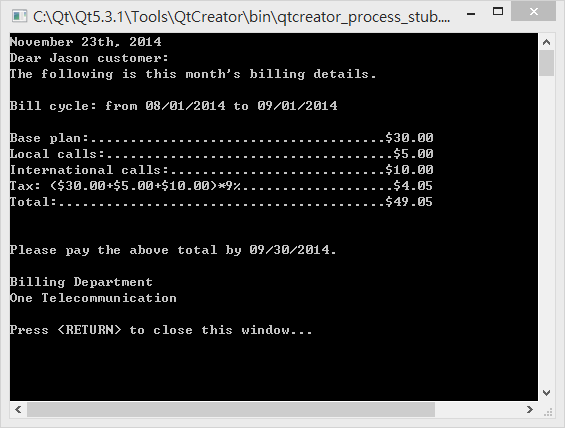 C:\Qt\Qt5.3.1\Tools\QtCreator\bin\qtcreator_process_stub....
November 23th, 2014
Dear Jason customer:
The following is this month's billing details.
Bill cycle: from 08/01/2014 to 09/01/2014
Base plan:.....................................$30.00
Local calls:...................................$5.00
International calls:...........................$10.00
Tax: ($30.00+$5.00+$10.00)*9%..................$4.05
Total:.........................................$49.05
Please pay the above total by 09/30/2014.
Billing Department
One Telecommunication
Press <RETURN> to close this window...